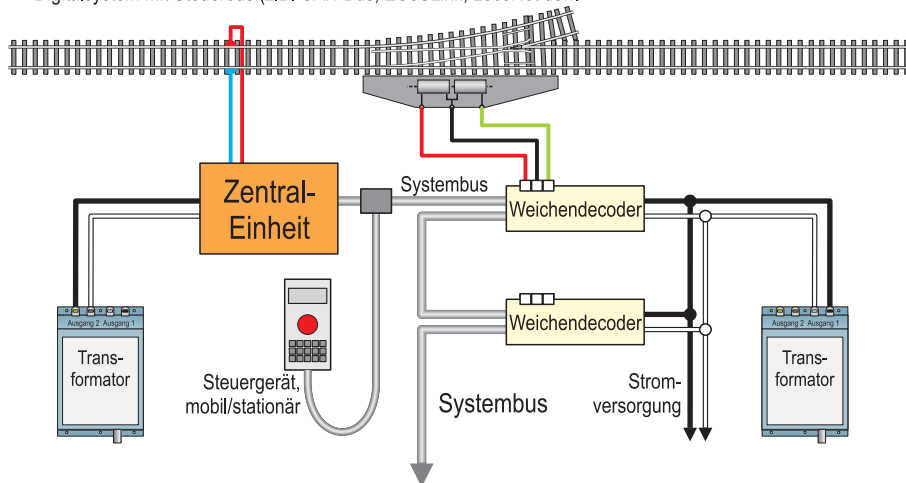 Zentral-
Einheit
Systembus
Weichendecoder
Weichendecoder
Ausgang 2 Ausgang 1
Trans-
formator
Steuergerät,
mobil/stationär
Systembus
Strom-
versorgung
Ausgang 2 Ausgang 1
Trans-
formator